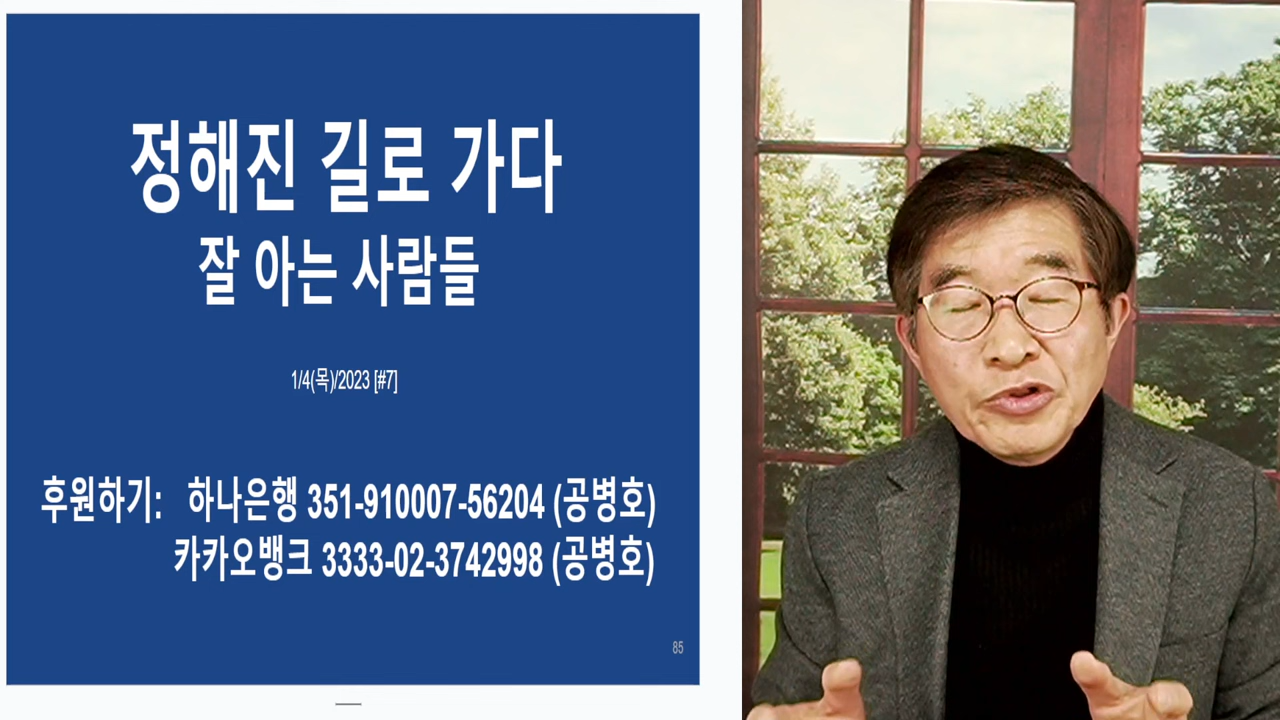 정해진 길로 가다
잘 아는 사람들
1/4(목)/2023 [#7]
후원하기: 하나은행 351-910007-56204 (공병호)
카카오뱅크 3333-02-3742998 (공병호)
85